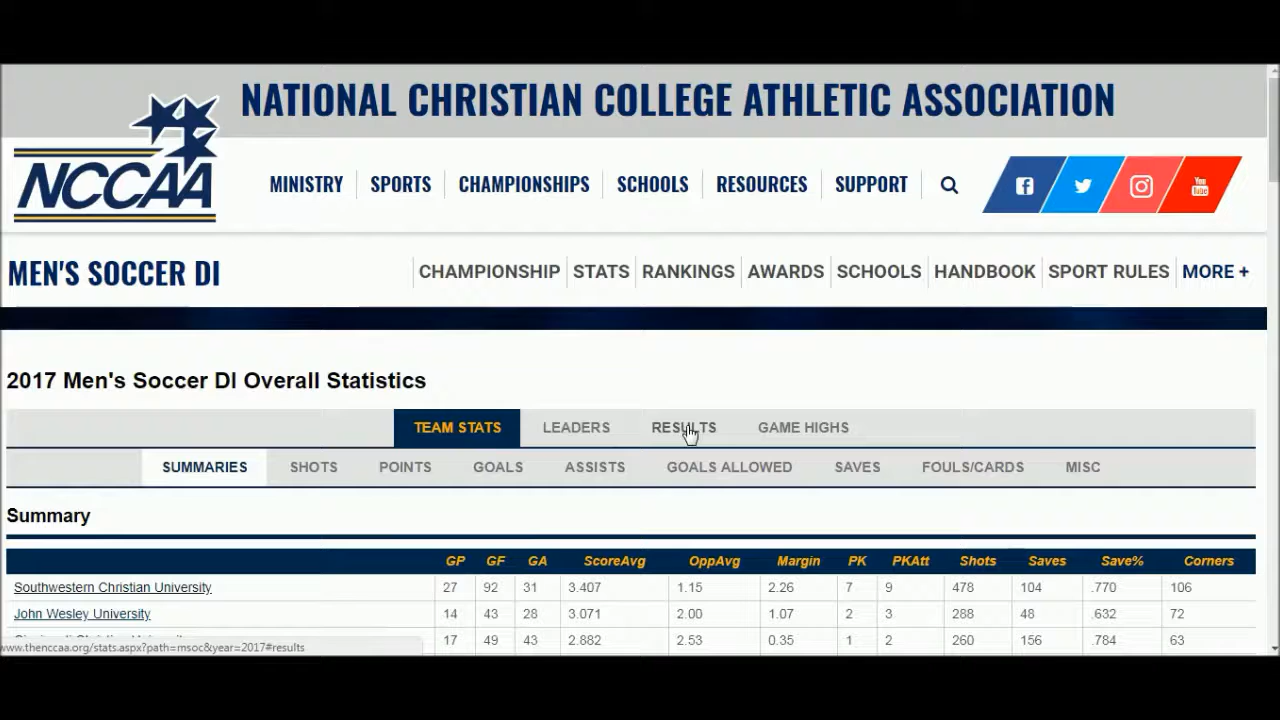 NATIONAL CHRISTIAN COLLEGE ATHLETIC ASSOCIATION
NCCAA
MINISTRY SPORTS CHAMPIONSHIPS SCHOOLS RESOURCES SUPPORT
You Tube
MEN'S SOCCER DI
CHAMPIONSHIP STATS RANKINGS AWARDS SCHOOLS HANDBOOK SPORT RULES MORE +
2017 Men's Soccer DI Overall Statistics
TEAM STATS LEADERS RESULTS GAME HIGHS
SUMMARIES SHOTS POINTS GOALS ASSISTS GOALS ALLOWED SAVES FOULS/CARDS MISC
Summary
GP GF GA ScoreAvg OppAvg Margin PK PKAtt Shots Saves Save% Corners
Southwestern Christian University 27 92 31 3.407 1.15 2.26 7 9 478 104 .770 106
John Wesley University 14 43 28 3.071 2.00 1.07 2 3 288 48 .632 72
17 49 43 2.882 2.53 0.35 1 2 260 156 .784 63
www.thenccaa.org/stats.aspx?path=msoc&year=2017#results